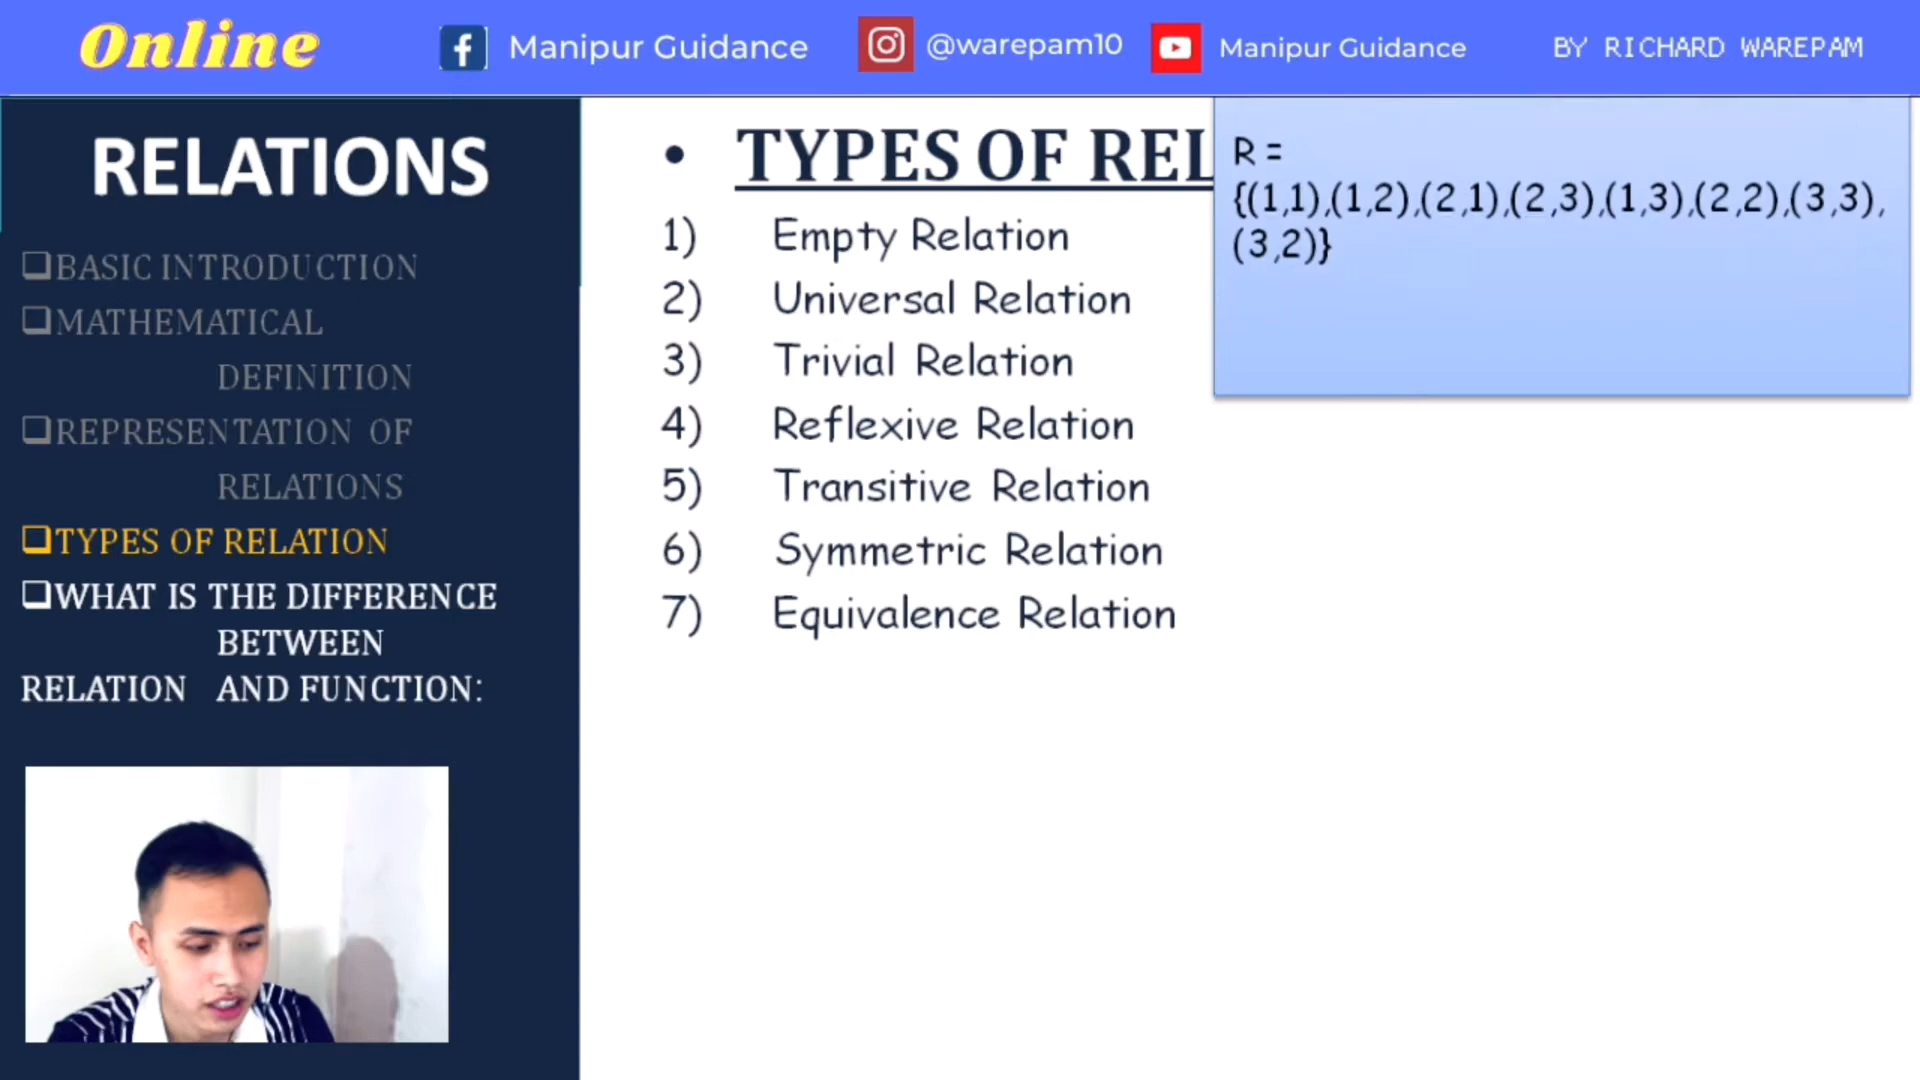 Online
Manipur Guidance
@warepam10
Manipur Guidance
BY RICHARD WAREPAM
RELATIONS
❑BASIC INTRODUCTION
❑MATHEMATICAL
DEFINITION
❑REPRESENTATION OF
RELATIONS
❑TYPES OF RELATION
❑WHAT IS THE DIFFERENCE
BETWEEN
RELATION AND FUNCTION:
• TYPES OF REL
1) Empty Relation
2) Universal Relation
3) Trivial Relation
4) Reflexive Relation
5) Transitive Relation
6) Symmetric Relation
7) Equivalence Relation
R =
{(1,1),(1,2),(2,1),(2,3),(1,3),(2,2),(3,3),
(3,2)}